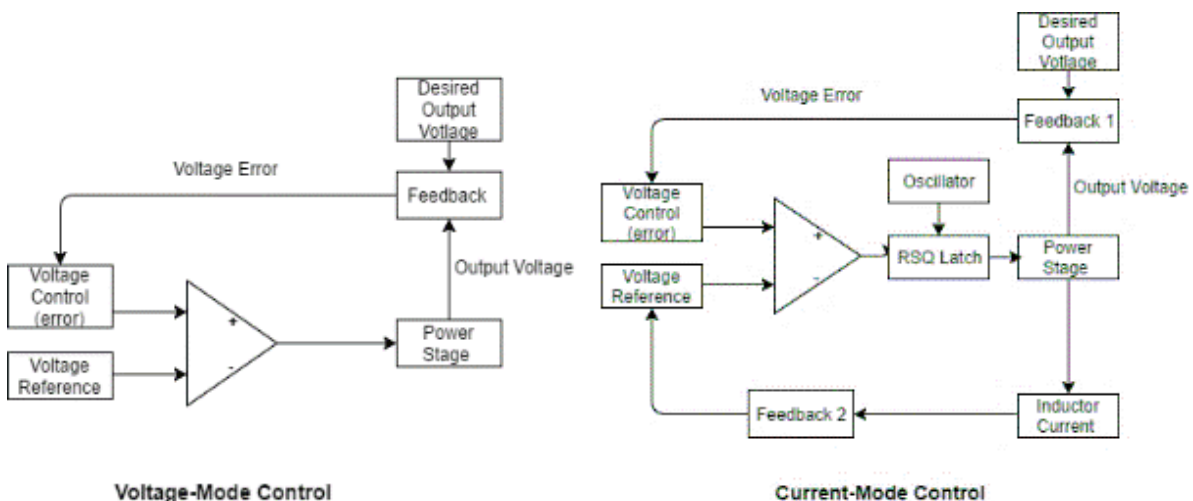 Desired
Output
Votlage
Voltage Error
Feedback
Output Voltage
Voltage
Control
(error)
+
-
Voltage
Reference
Power
Stage
Voltage-Mode Control
Desired
Output
Votlage
Voltage Error
Feedback 1
Output Voltage
Oscillator
Voltage
Control
(error)
+
-
RSQ Latch
Power
Stage
Voltage
Reference
Feedback 2
Inductor
Current
Current-Mode Control